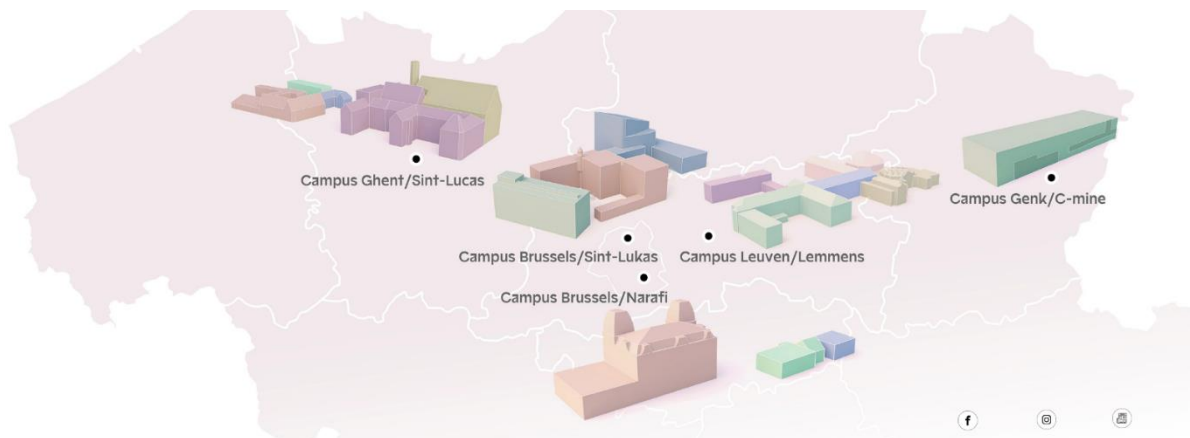 Campus Ghent/Sint-Lucas
Campus Genk/C-mine
Campus Brussels/Sint-Lukas
Campus Leuven/Lemmens
Campus Brussels/Narafi
f